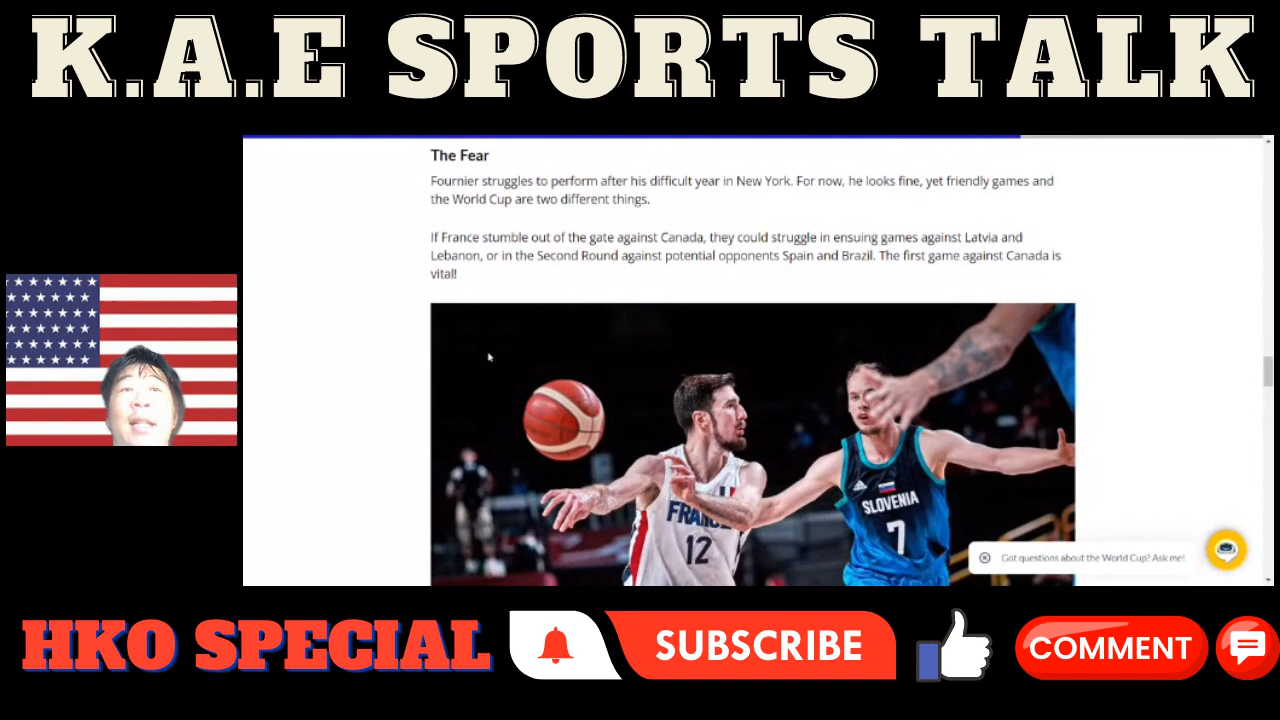 K.A.E SPORTS TALK
The Fear
Fournier struggles to perform after his difficult year in New York. For now, he looks fine, yet friendly games and
the World Cup are two different things.
If France stumble out of the gate against Canada, they could struggle in ensuing games against Latvia and
Lebanon, or in the Second Round against potential opponents Spain and Brazil. The first game against Canada is
vital!
FRANCE
12
SLOVENIA
7
Got questions about the World Cup? Ask me!
HKO SPECIAL
SUBSCRIBE
COMMENT